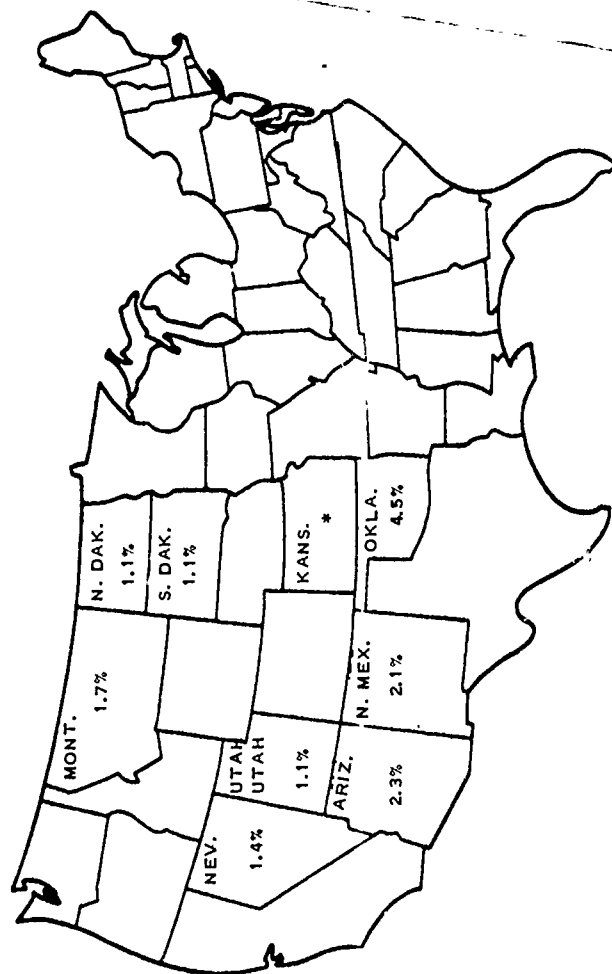 MONT.
1.7%
N. DAK.
1.1%
S. DAK.
1.1%
NEV.
1.4%
UTAH
UTAH
1.1%
KANS.
*
ARIZ.
2.3%
N. MEX.
2.1%
OKLA.
4.5%